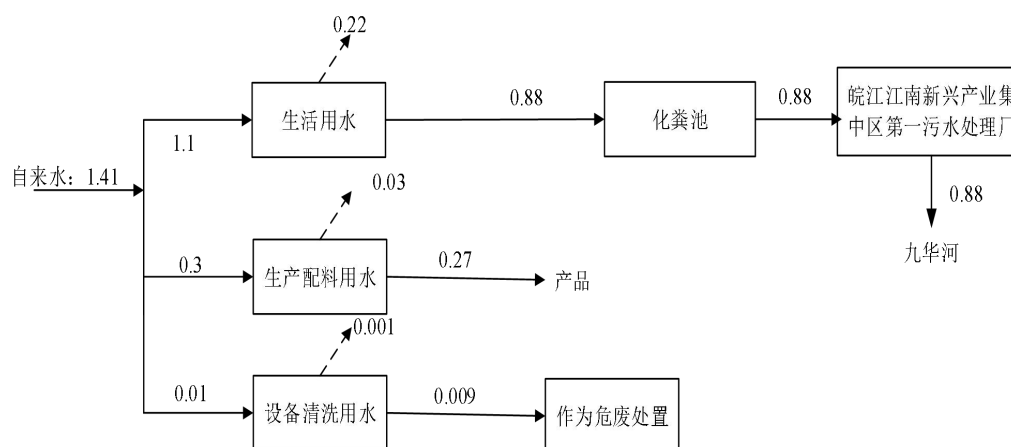 0.22
生活用水
0.88
化粪池
0.88
皖江江南新兴产业集
中区第一污水处理厂
1.1
自来水：1.41
0.03
0.88
九华河
0.3
生产配料用水
0.27
产品
0.001
0.01
设备清洗用水
0.009
作为危废处置